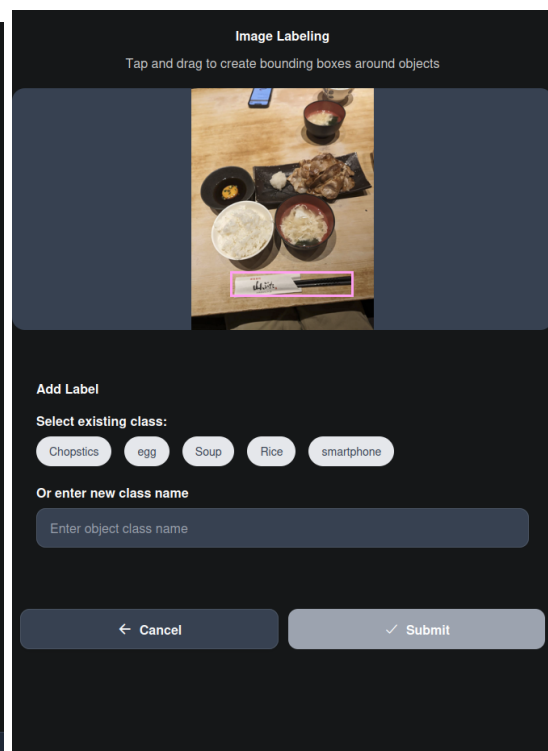 Image Labeling
Tap and drag to create bounding boxes around objects
Add Label
Select existing class:
Chopstics egg Soup Rice smartphone
Or enter new class name
Enter object class name
← Cancel ✓ Submit